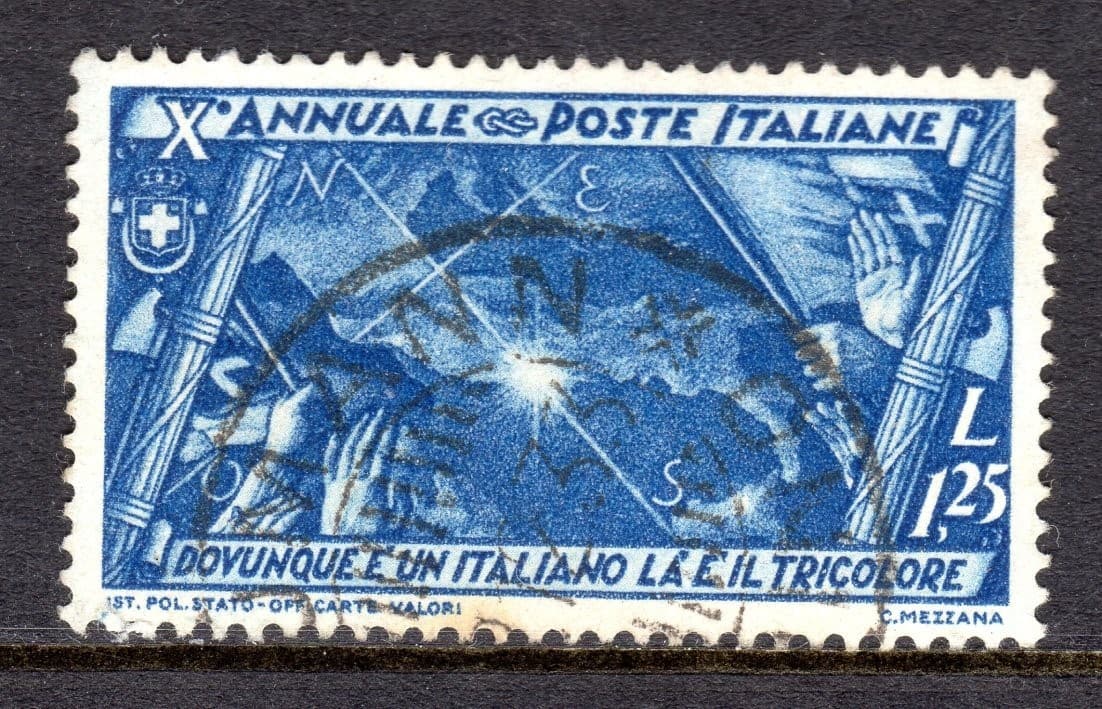 X° ANNUALE POSTE ITALIANE
N E
S O
S
L
1,25
DOVUNQUE È UN ITALIANO LÀ È IL TRICOLORE
IST. POL. STATO - OFF. CARTE VALORI C. MEZZANA